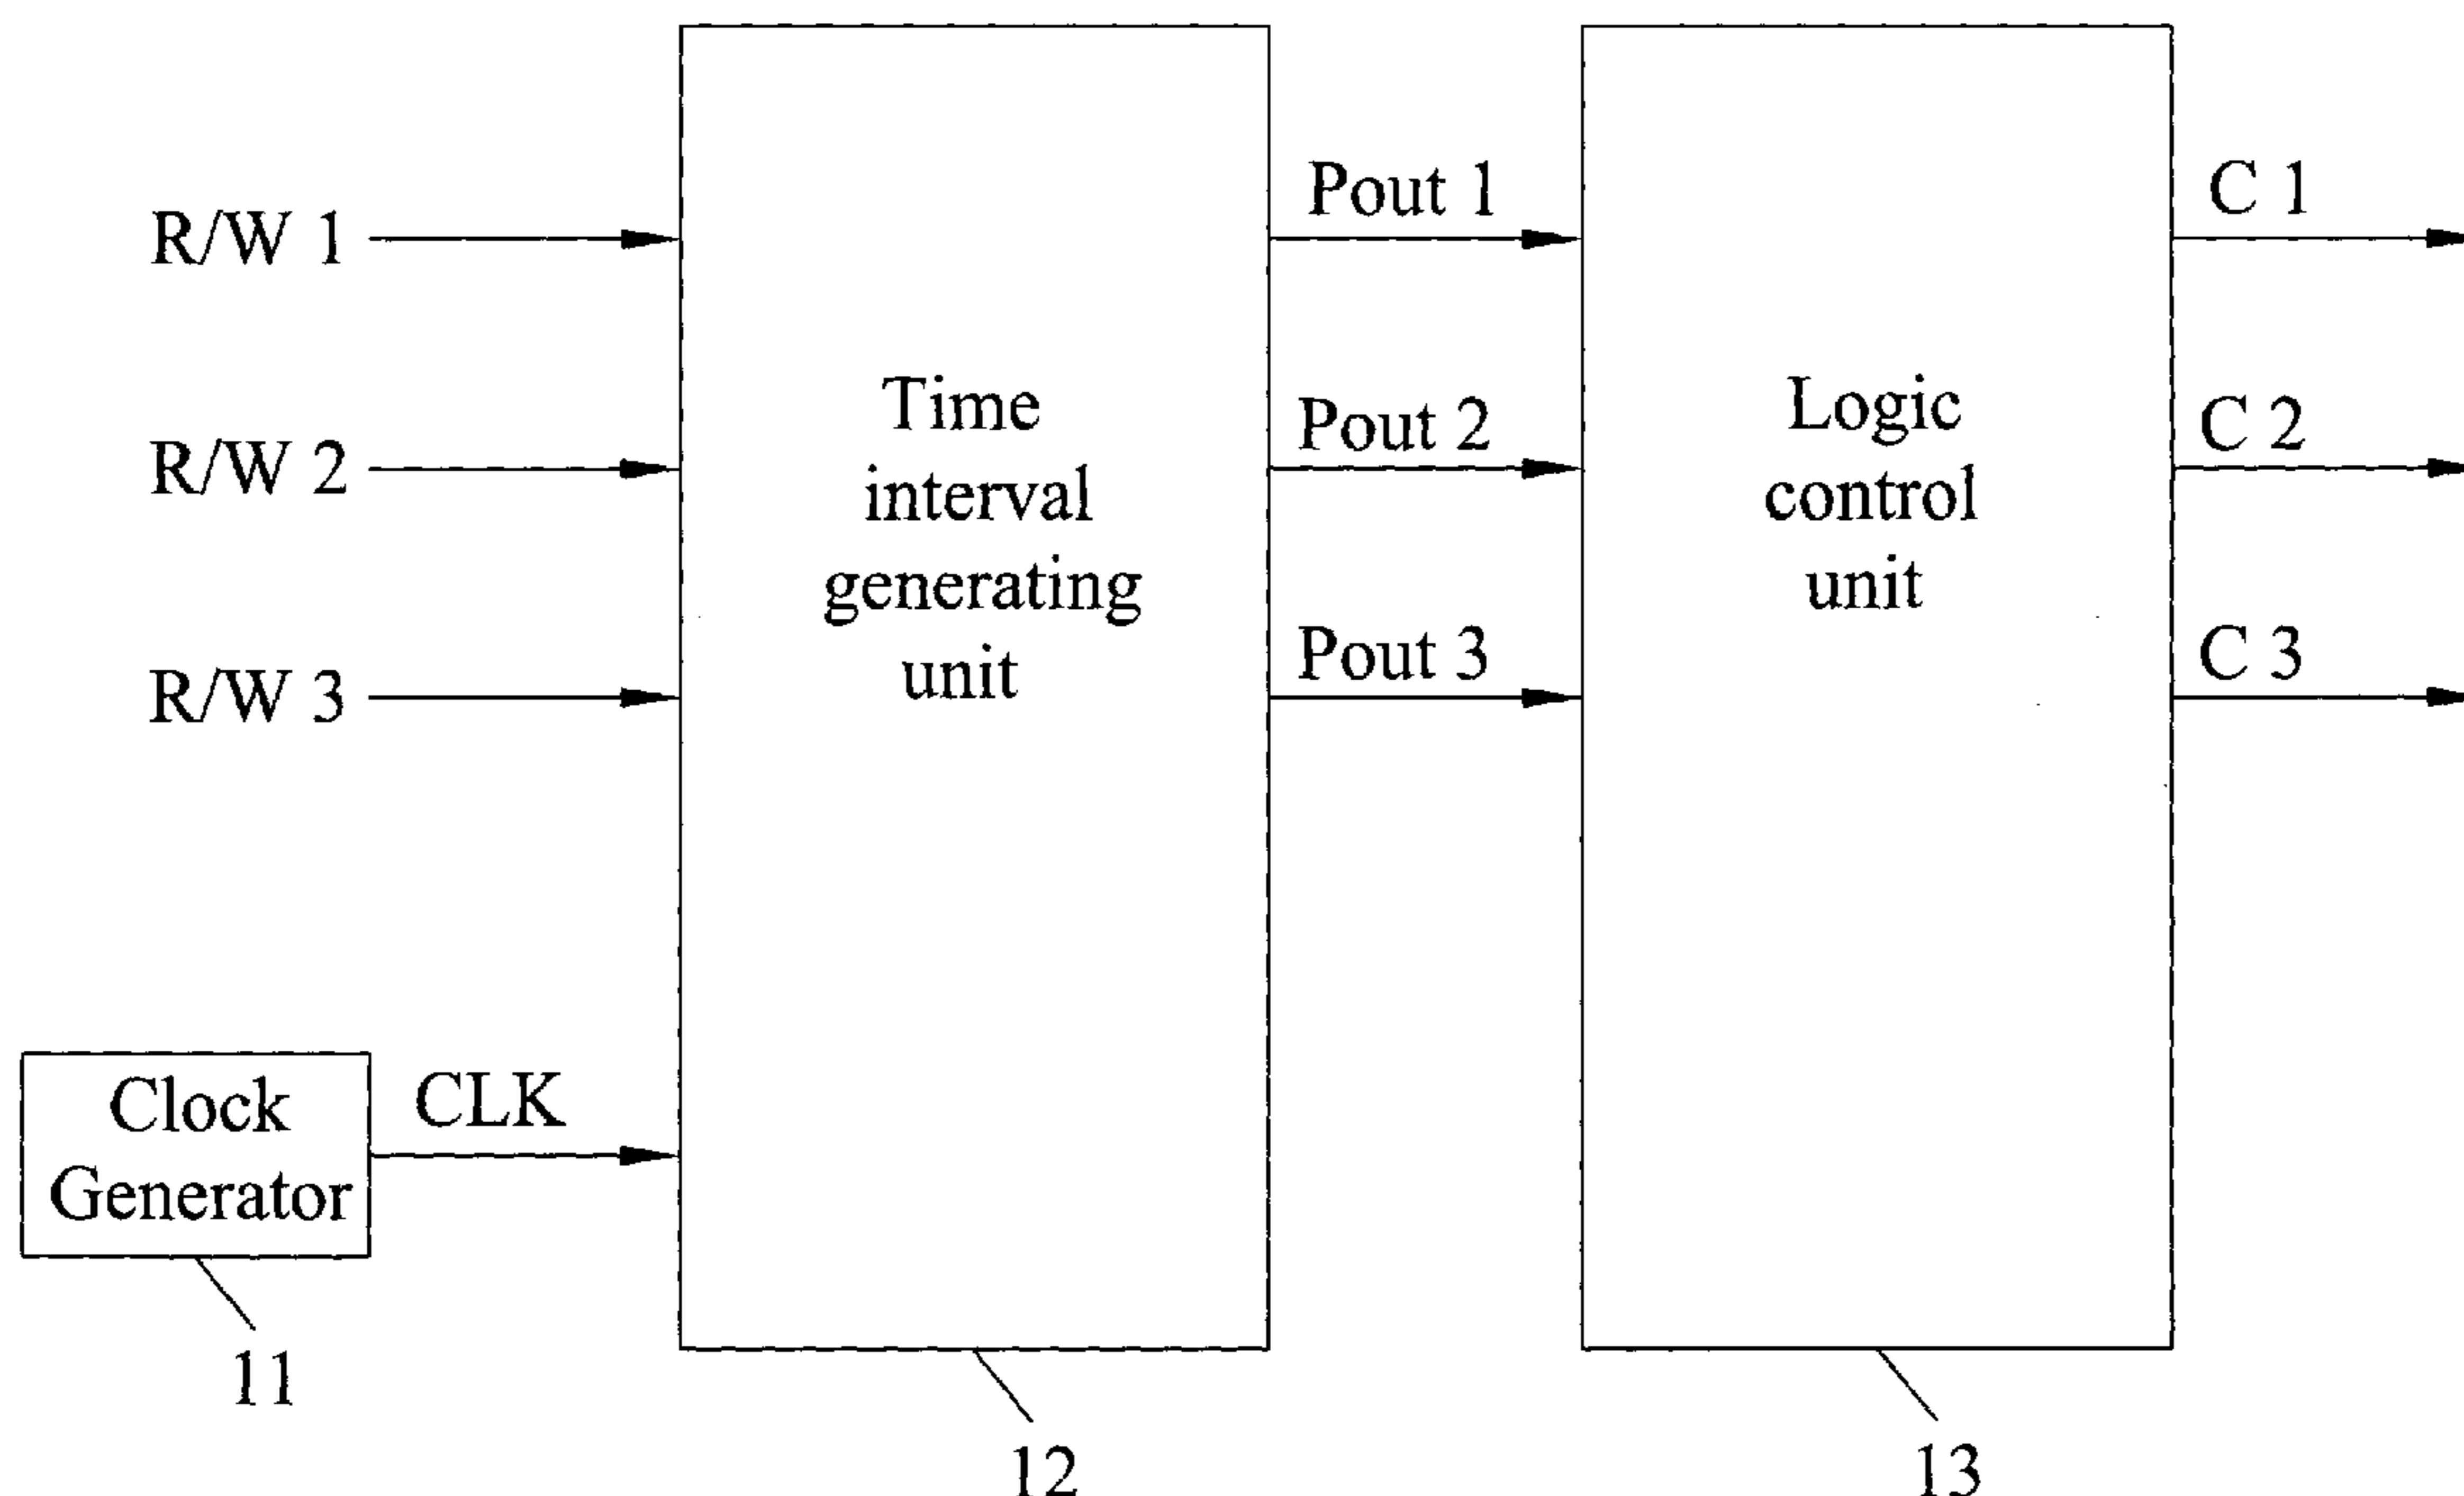 R/W 1
R/W 2
R/W 3
Clock
Generator
CLK
11
Time
interval
generating
unit
12
Pout 1
Pout 2
Pout 3
Logic
control
unit
13
C 1
C 2
C 3